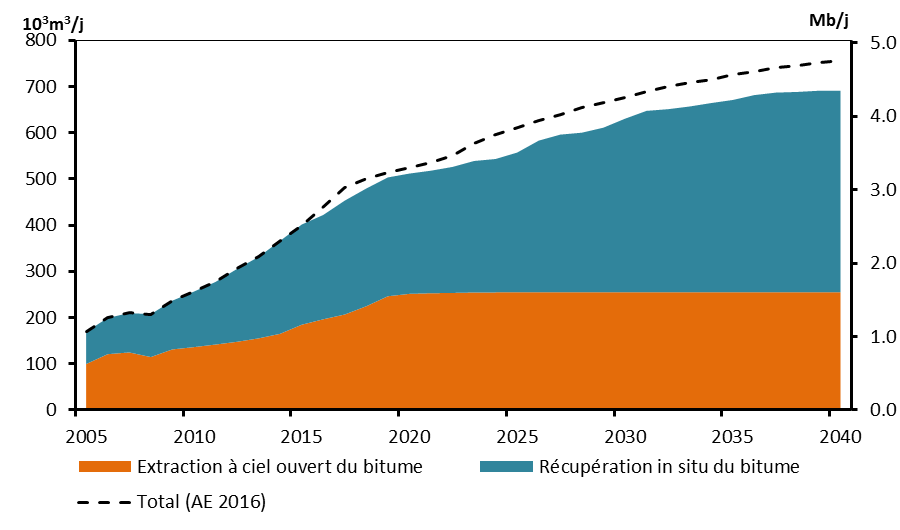 10³m³/j
Mb/j
800
700
600
500
400
300
200
100
0
5.0
4.0
3.0
2.0
1.0
0.0
2005 2010 2015 2020 2025 2030 2035 2040
Extraction à ciel ouvert du bitume
Récupération in situ du bitume
Total (AE 2016)